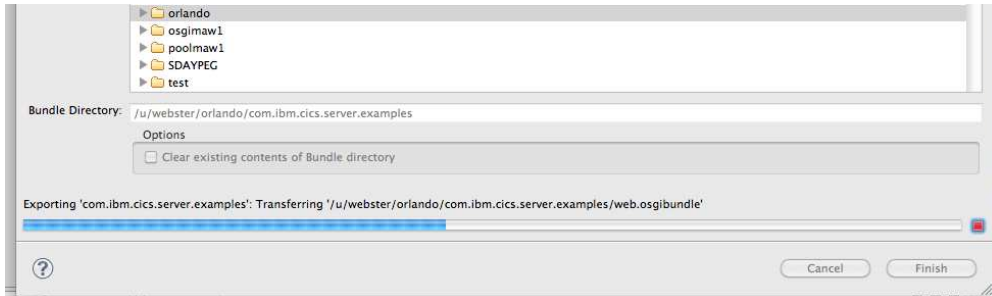 orlando
osgimaw1
poolmaw1
SDAYPEG
test
Bundle Directory: /u/webster/orlando/com.ibm.cics.server.examples
Options
Clear existing contents of Bundle directory
Exporting 'com.ibm.cics.server.examples': Transferring '/u/webster/orlando/com.ibm.cics.server.examples/web.osgibundle'
?
Cancel Finish